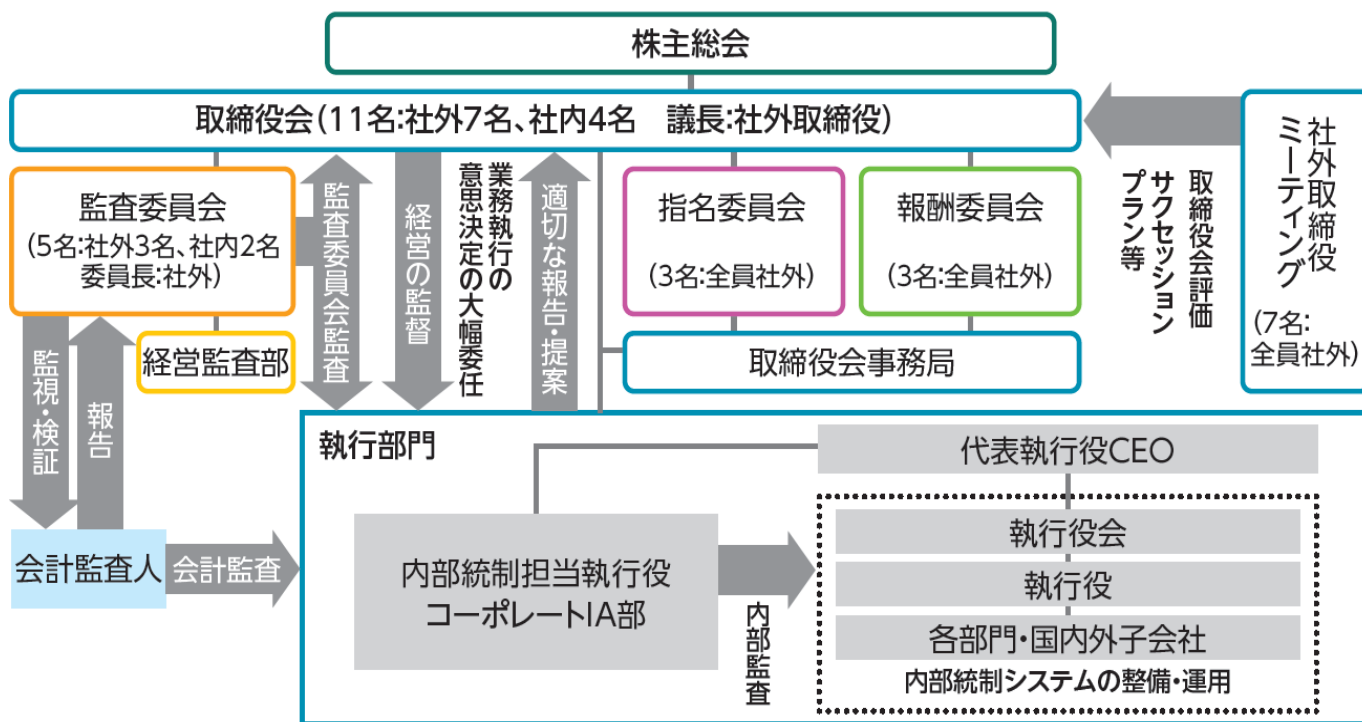 株主総会
取締役会(11名:社外7名、社内4名　議長:社外取締役)
監査委員会
(5名:社外3名、社内2名
委員長:社外)
経営監査部
監査委員会監査
経営の監督
業務執行の
意思決定の大幅委任
適切な報告・提案
指名委員会
(3名:全員社外)
報酬委員会
(3名:全員社外)
取締役会事務局
取締役会評価
サクセッション
プラン等
社外取締役
ミーティング
(7名:
全員社外)
監視・検証
報告
会計監査人
会計監査
執行部門
代表執行役CEO
内部統制担当執行役
コーポレートIA部
内部監査
執行役会
執行役
各部門・国内外子会社
内部統制システムの整備・運用